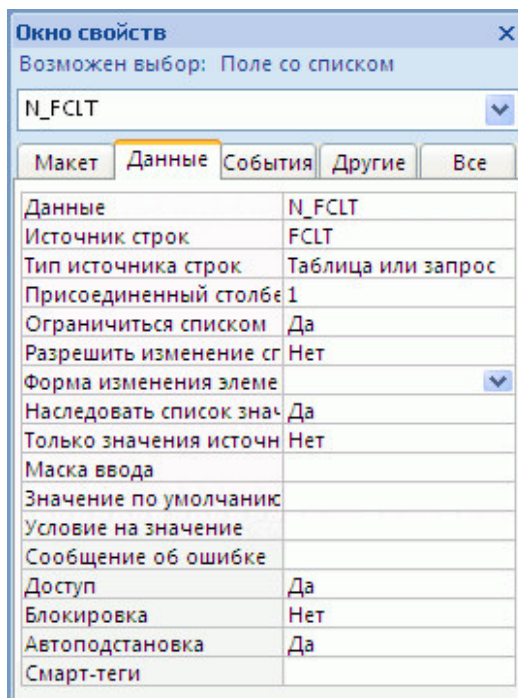 Окно свойств
Возможен выбор: Поле со списком
N_FCLT
Макет Данные События Другие Все
Данные N_FCLT
Источник строк FCLT
Тип источника строк Таблица или запрос
Присоединенный столбе 1
Ограничиться списком Да
Разрешить изменение сп Нет
Форма изменения элеме
Наследовать список знач Да
Только значения источн Нет
Маска ввода
Значение по умолчанию
Условие на значение
Сообщение об ошибке
Доступ Да
Блокировка Нет
Автоподстановка Да
Смарт-теги